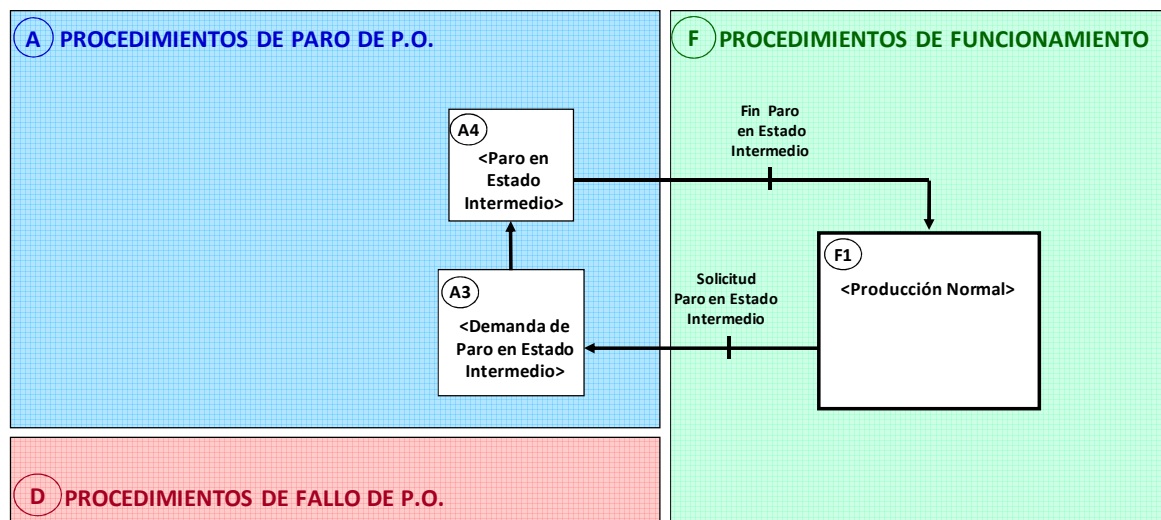 A PROCEDIMIENTOS DE PARO DE P.O.
F PROCEDIMIENTOS DE FUNCIONAMIENTO
A4
<Paro en
Estado
Intermedio>
Fin Paro
en Estado
Intermedio
A3
<Demanda de
Paro en Estado
Intermedio>
Solicitud
Paro en Estado
Intermedio
F1
<Producción Normal>
D PROCEDIMIENTOS DE FALLO DE P.O.